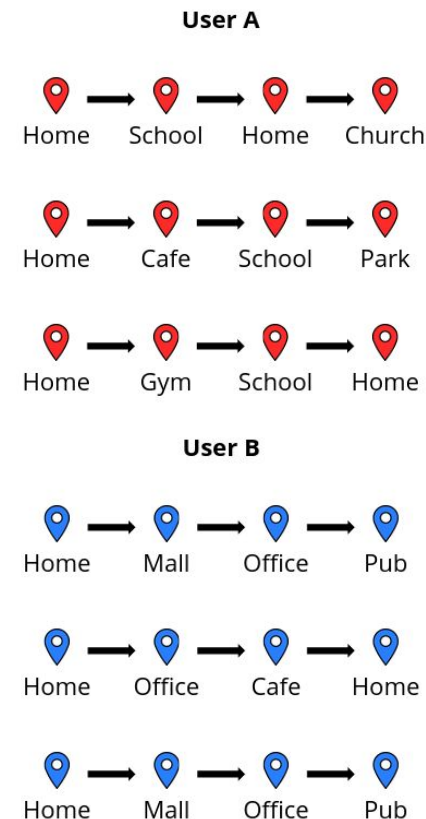 User A
Home School Home Church
Home Cafe School Park
Home Gym School Home
User B
Home Mall Office Pub
Home Office Cafe Home
Home Mall Office Pub